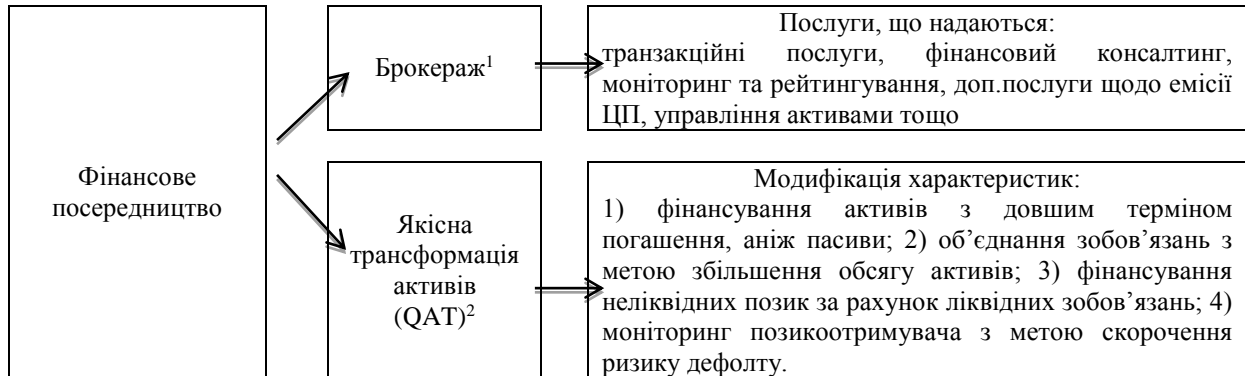 Фінансове
посередництво
Брокераж¹
Послуги, що надаються:
транзакційні послуги, фінансовий консалтинг,
моніторинг та рейтингування, доп.послуги щодо емісії
ЦП, управління активами тощо
Якісна
трансформація
активів
(QAT)²
Модифікація характеристик:
1) фінансування активів з довшим терміном
погашення, аніж пасиви; 2) об’єднання зобов’язань з
метою збільшення обсягу активів; 3) фінансування
неліквідних позик за рахунок ліквідних зобов’язань; 4)
моніторинг позикоотримувача з метою скорочення
ризику дефолту.